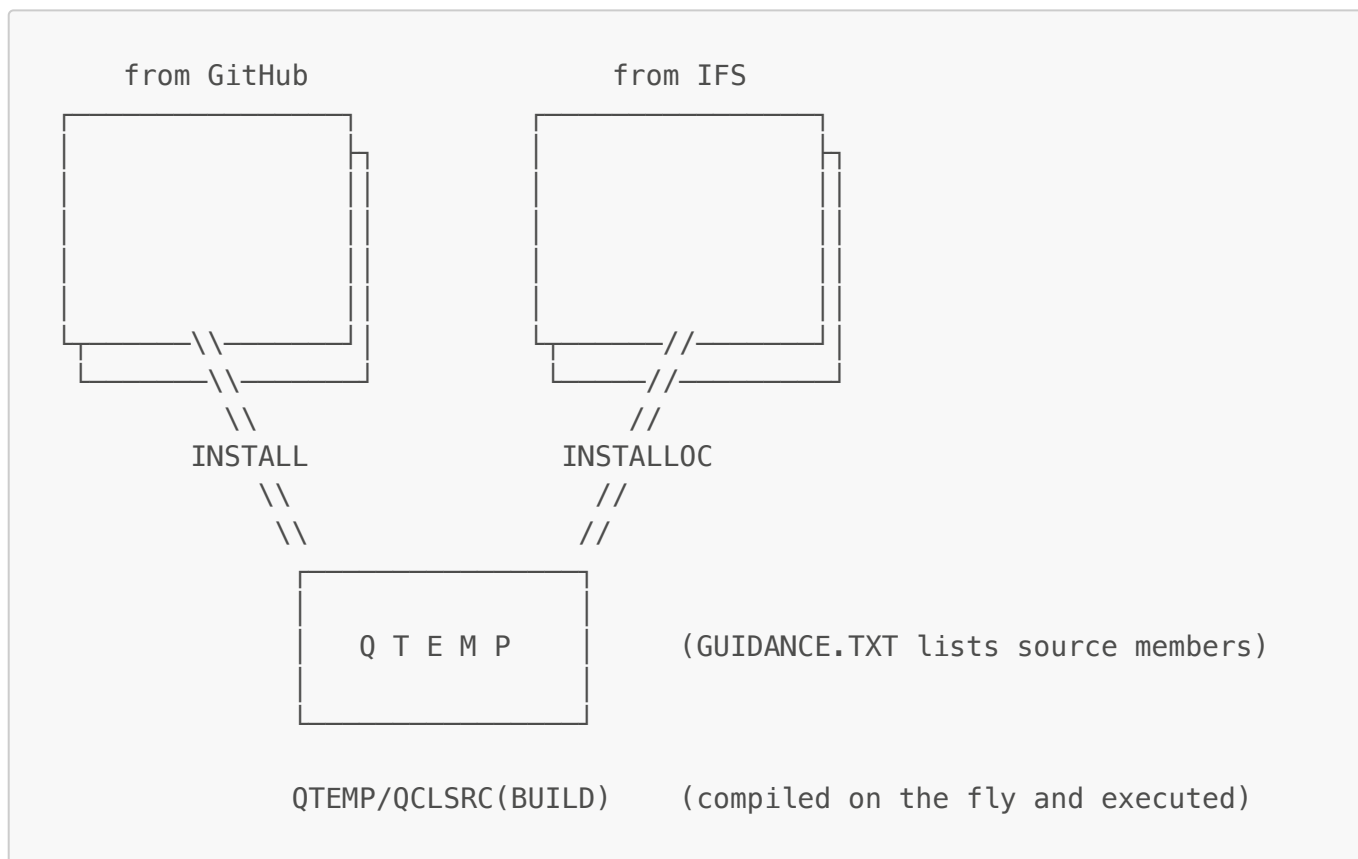 from GitHub from IFS
INSTALL INSTALLOC
Q T E M P (GUIDANCE.TXT lists source members)
QTEMP/QCLSRC(BUILD) (compiled on the fly and executed)